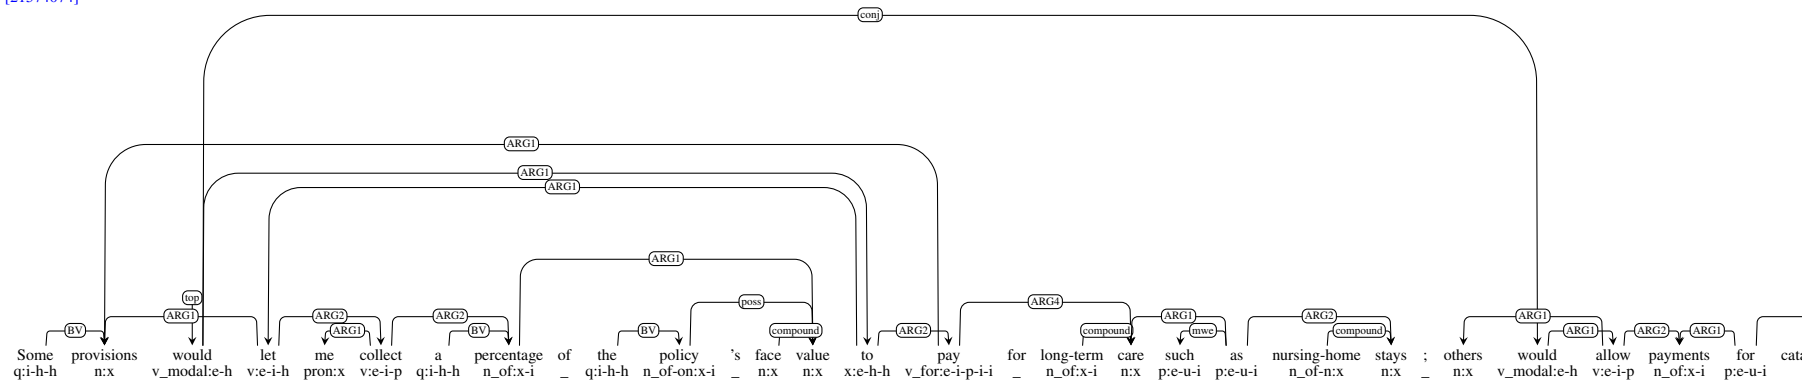 conj
ARG1
ARG1
ARG1
ARG1
top poss ARG4
BV ARG1 ARG2 ARG1 ARG2 BV BV compound ARG2 compound ARG1 mwe ARG2 compound ARG1 ARG1 ARG2 ARG1
Some provisions would let me collect a percentage of the policy 's face value to pay for long-term care such as nursing-home stays ; others would allow payments for
q:i-h-h n:x v_modal:e-h v:e-i-h pron:x v:e-i-p q:i-h-h n_of:x-i _ q:i-h-h n_of-on:x-i _ n:x n:x x:e-h-h v_for:e-i-p-i-i _ n_of:x-i n:x p:e-u-i p:e-u-i n_of-n:x n:x _ n:x v_modal:e-h v:e-i-p n_of:x-i p:e-u-i